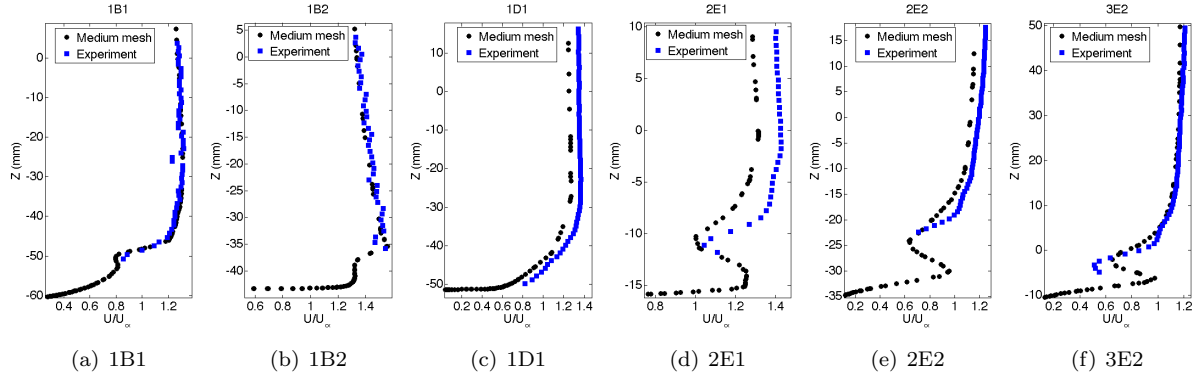 1B1
Medium mesh
Experiment
Z (mm)
0
-10
-20
-30
-40
-50
-60
0.4 0.6 0.8 1 1.2 1.4
U/U∞
(a) 1B1
1B2
Medium mesh
Experiment
Z (mm)
5
0
-5
-10
-15
-20
-25
-30
-35
-40
0.6 0.8 1 1.2 1.4
U/U∞
(b) 1B2
1D1
Medium mesh
Experiment
Z (mm)
10
0
-10
-20
-30
-40
-50
0.2 0.4 0.6 0.8 1 1.2 1.4
U/U∞
(c) 1D1
2E1
Medium mesh
Experiment
Z (mm)
5
0
-5
-10
-15
0.8 1 1.2 1.4
U/U∞
(d) 2E1
2E2
Medium mesh
Experiment
Z (mm)
15
10
5
0
-5
-10
-15
-20
-25
-30
-35
0.2 0.4 0.6 0.8 1 1.2
U/U∞
(e) 2E2
3E2
Medium mesh
Experiment
Z (mm)
50
40
30
20
10
0
-10
0.2 0.4 0.6 0.8 1 1.2
U/U∞
(f) 3E2